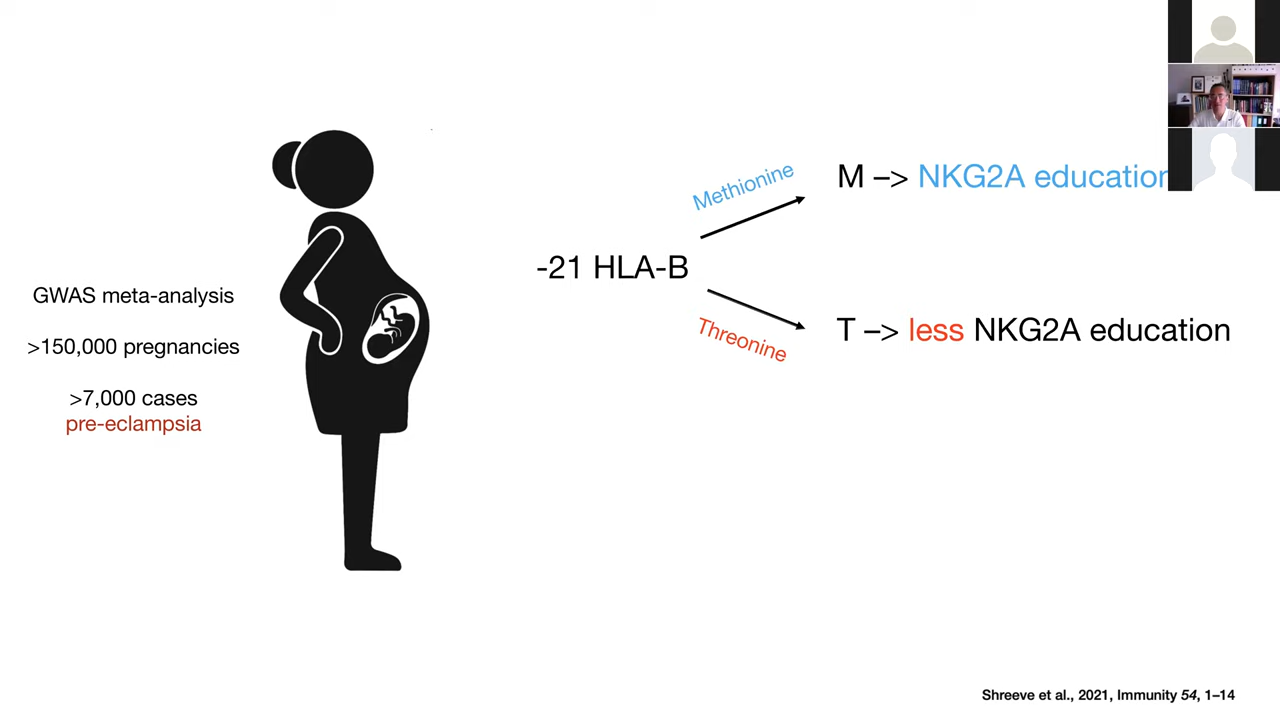 GWAS meta-analysis
>150,000 pregnancies
>7,000 cases
pre-eclampsia
-21 HLA-B
Methionine
M –> NKG2A education
Threonine
T –> less NKG2A education
Shreeve et al., 2021, Immunity 54, 1–14